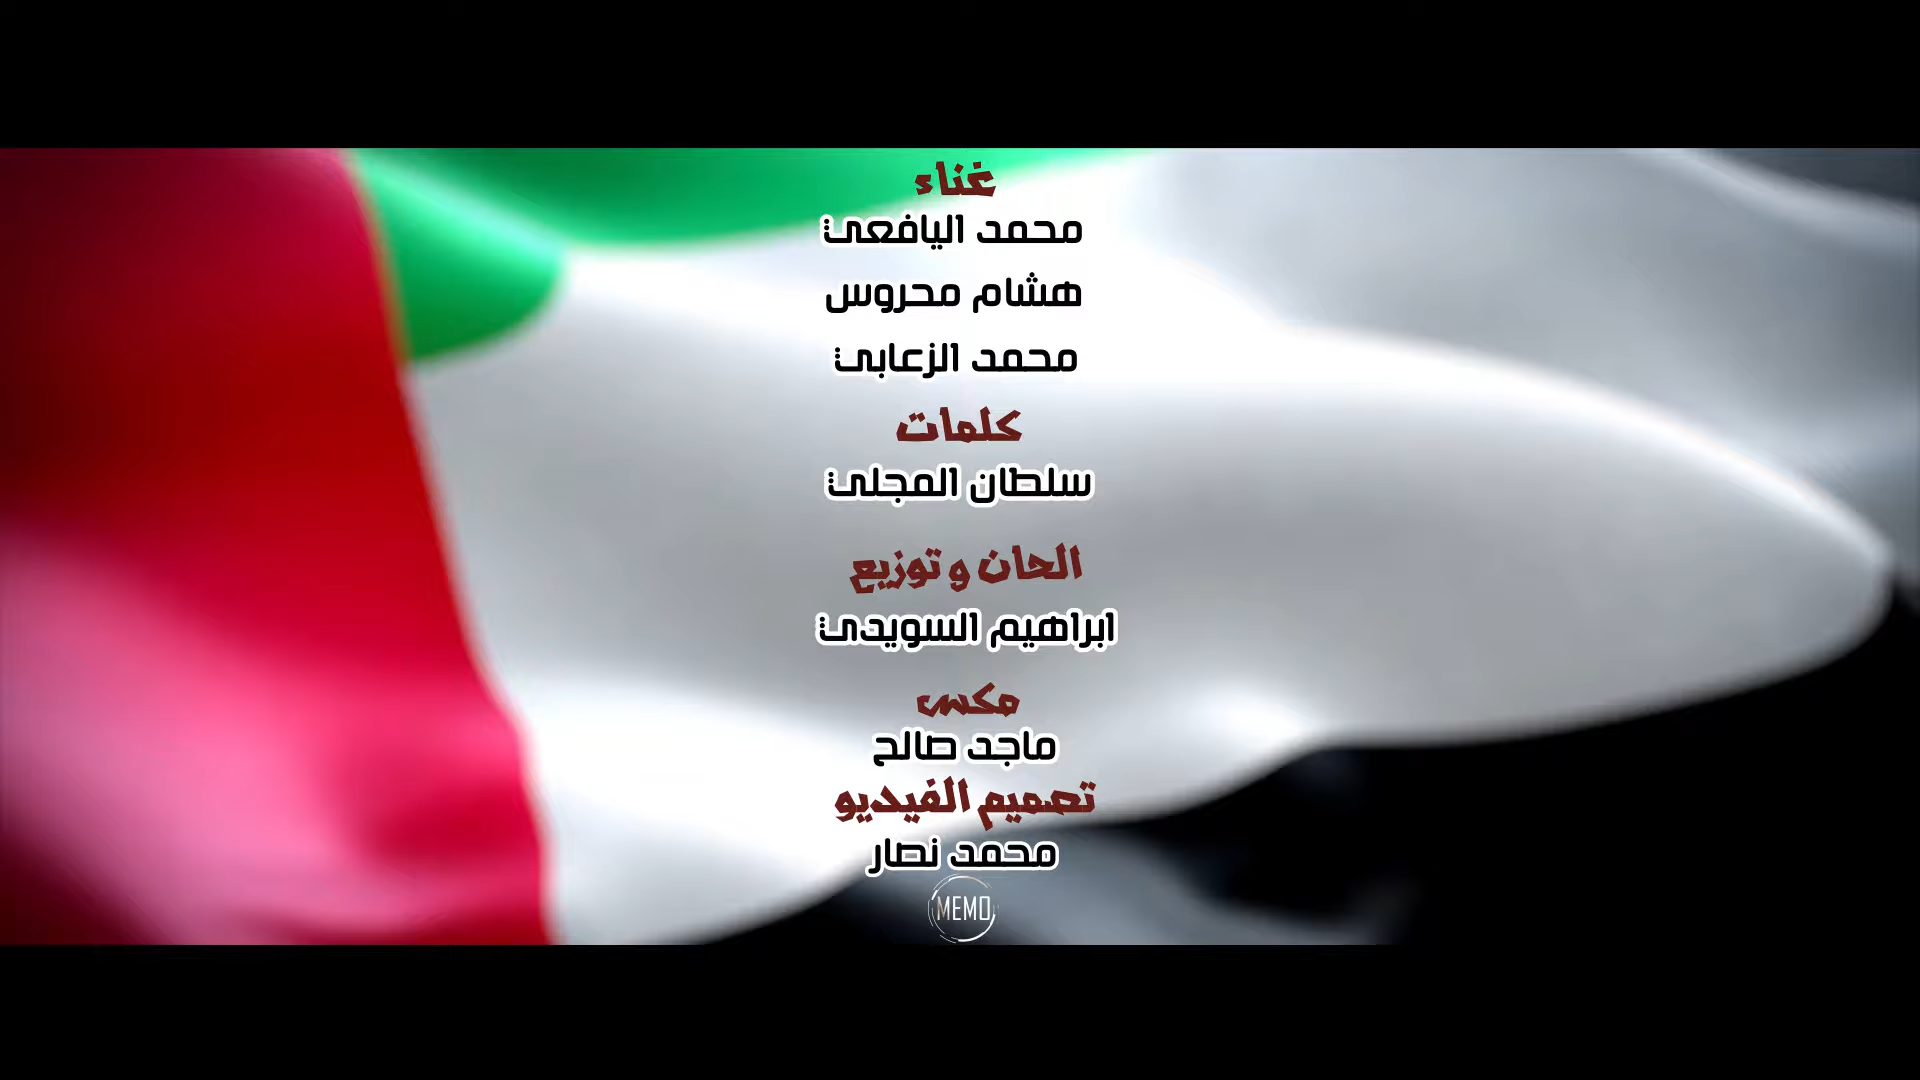 غناء
محمد اليافعي
هشام محروس
محمد الزعابي
كلمات
سلطان المجلي
الحان و توزيع
ابراهيم السويدي
مكس
ماجد صالح
تصميم الفيديو
محمد نصار
MEMO